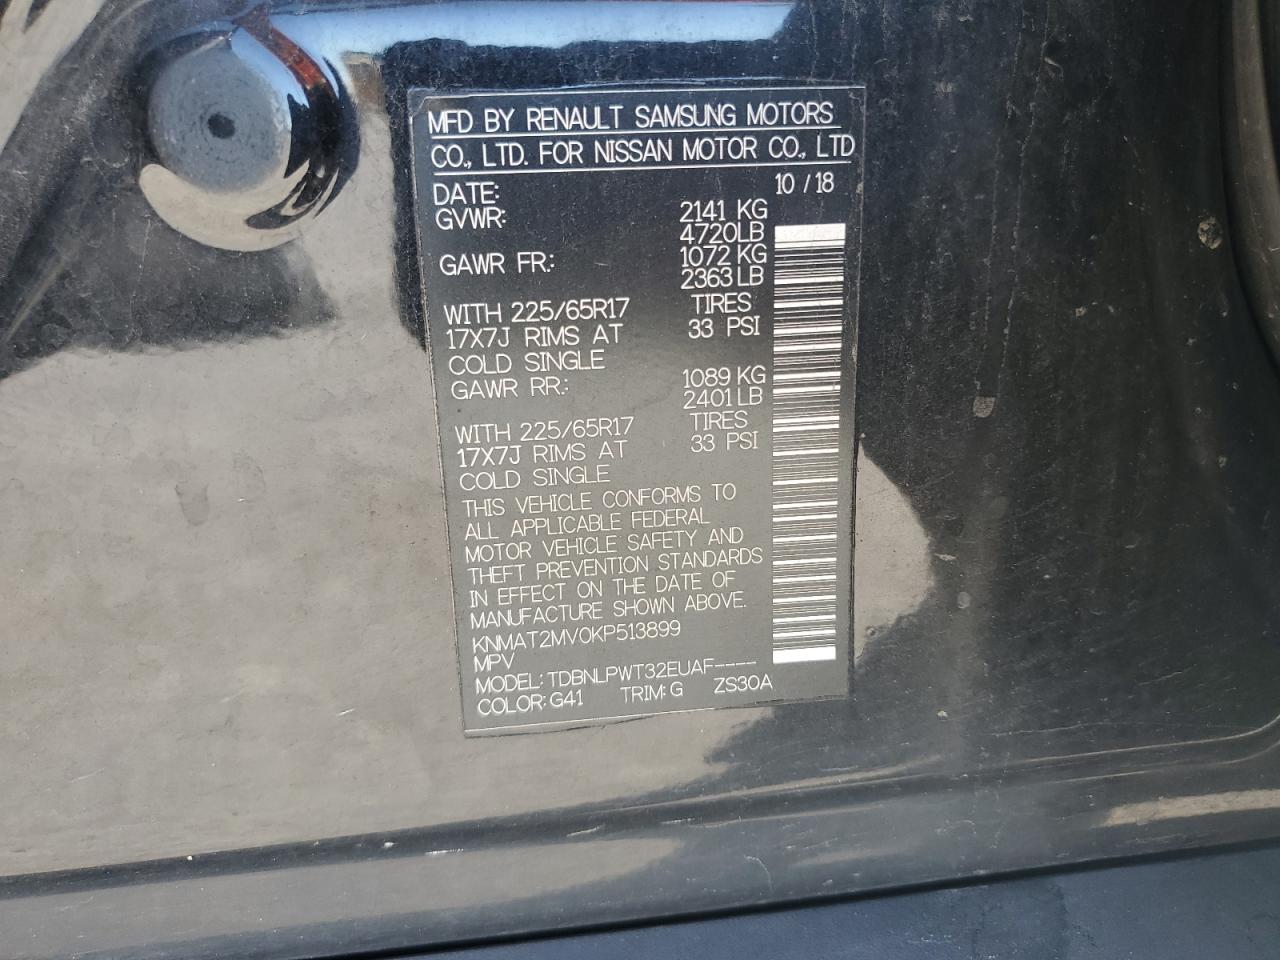 MFD BY RENAULT SAMSUNG MOTORS
CO., LTD. FOR NISSAN MOTOR CO., LTD
DATE: 10 / 18
GVWR: 2141 KG
4720LB
GAWR FR.: 1072 KG
2363 LB
WITH 225/65R17 TIRES
17X7J RIMS AT 33 PSI
COLD SINGLE
GAWR RR.: 1089 KG
2401 LB
WITH 225/65R17 TIRES
17X7J RIMS AT 33 PSI
COLD SINGLE
THIS VEHICLE CONFORMS TO
ALL APPLICABLE FEDERAL
MOTOR VEHICLE SAFETY AND
THEFT PREVENTION STANDARDS
IN EFFECT ON THE DATE OF
MANUFACTURE SHOWN ABOVE.
KNMAT2MV0KP513899
MPV
MODEL: TDBNLPWT32EUAF----
COLOR: G41 TRIM: G ZS30A